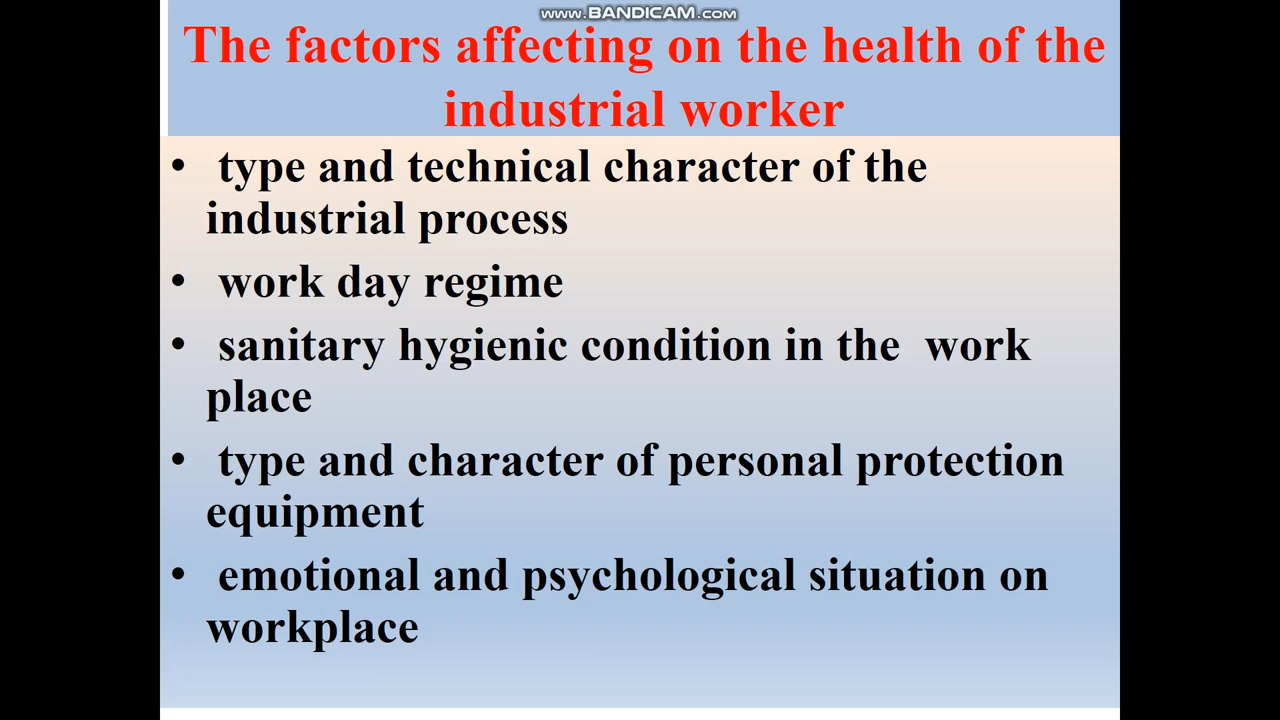 www.BANDICAM.com
The factors affecting on the health of the
industrial worker
• type and technical character of the
industrial process
• work day regime
• sanitary hygienic condition in the  work
place
• type and character of personal protection
equipment
• emotional and psychological situation on
workplace